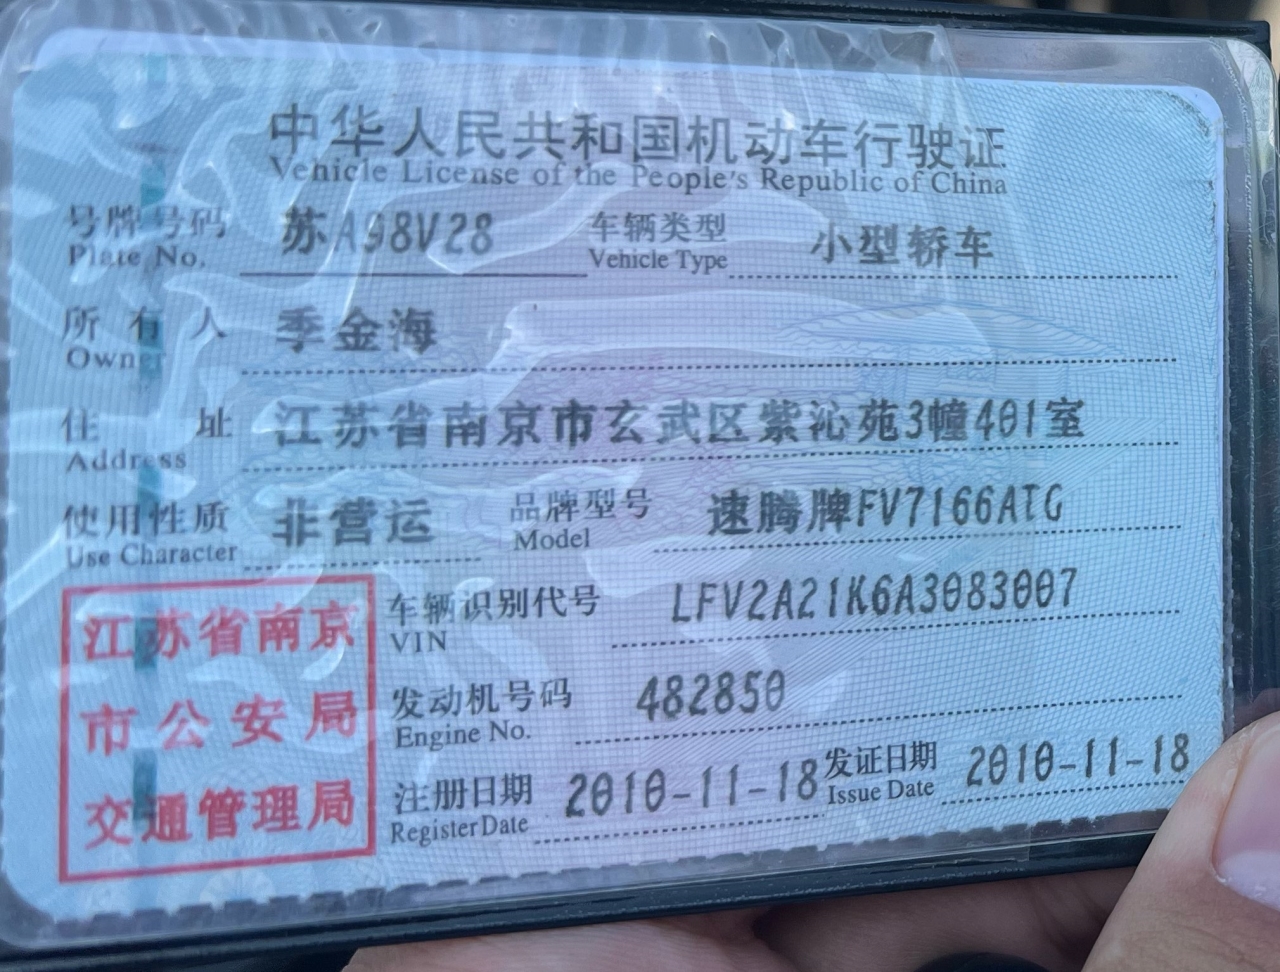 中华人民共和国机动车行驶证
Vehicle License of the People's Republic of China
号牌号码 苏A98V28 车辆类型 小型轿车
Plate No. Vehicle Type
所有人 季金海
Owner
住址 江苏省南京市玄武区紫沁苑3幢401室
Address
使用性质 非营运 品牌型号 速腾牌FV7166ATG
Use Character Model
江苏省南京
市公安局
交通管理局
车辆识别代号 LFV2A21K6A3083007
VIN
发动机号码 482850
Engine No.
注册日期 2010-11-18 发证日期 2010-11-18
Register Date Issue Date